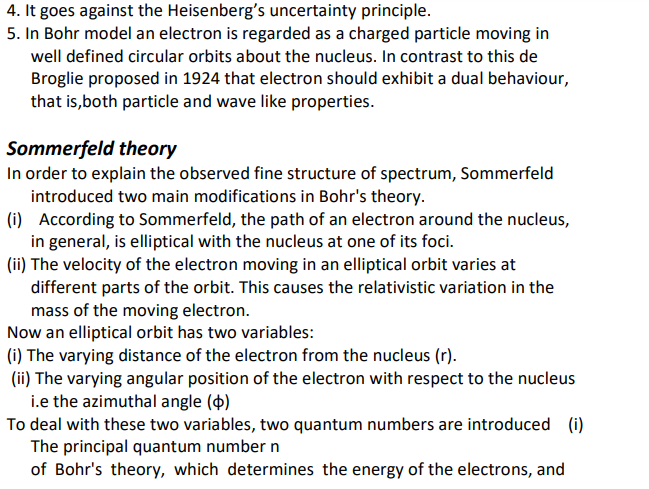 4. It goes against the Heisenberg’s uncertainty principle.
5. In Bohr model an electron is regarded as a charged particle moving in
well defined circular orbits about the nucleus. In contrast to this de
Broglie proposed in 1924 that electron should exhibit a dual behaviour,
that is,both particle and wave like properties.
Sommerfeld theory
In order to explain the observed fine structure of spectrum, Sommerfeld
introduced two main modifications in Bohr's theory.
(i) According to Sommerfeld, the path of an electron around the nucleus,
in general, is elliptical with the nucleus at one of its foci.
(ii) The velocity of the electron moving in an elliptical orbit varies at
different parts of the orbit. This causes the relativistic variation in the
mass of the moving electron.
Now an elliptical orbit has two variables:
(i) The varying distance of the electron from the nucleus (r).
(ii) The varying angular position of the electron with respect to the nucleus
i.e the azimuthal angle (ϕ)
To deal with these two variables, two quantum numbers are introduced (i)
The principal quantum number n
of Bohr's theory, which determines the energy of the electrons, and